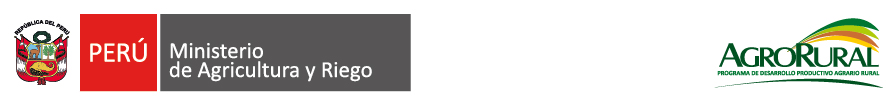 REPÚBLICA DEL PERÚ
PERÚ
Ministerio
de Agricultura y Riego
AGRORURAL
PROGRAMA DE DESARROLLO PRODUCTIVO AGRARIO RURAL